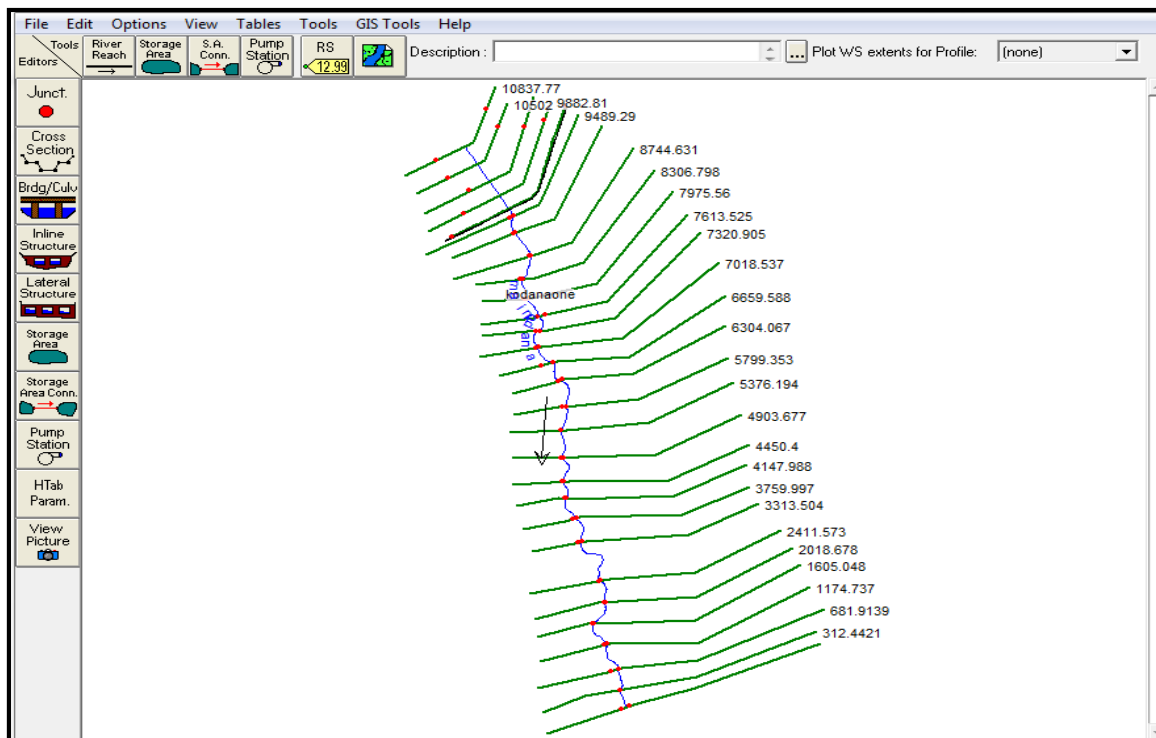 File Edit Options View Tables Tools GIS Tools Help
Tools
Editors
River
Reach
Storage
Area
S.A.
Conn.
Pump
Station
RS
12.99
Description :
...
Plot WS extents for Profile:
(none)
Junct.
Cross
Section
Brdg/Culv
Inline
Structure
Lateral
Structure
Storage
Area
Storage
Area Conn.
Pump
Station
HTab
Param.
View
Picture
10837.77
10502
9882.81
9489.29
8744.631
8306.798
7975.56
7613.525
7320.905
7018.537
6659.588
6304.067
5799.353
5376.194
4903.677
4450.4
4147.988
3759.997
3313.504
2411.573
2018.678
1605.048
1174.737
681.9139
312.4421
kodanaone